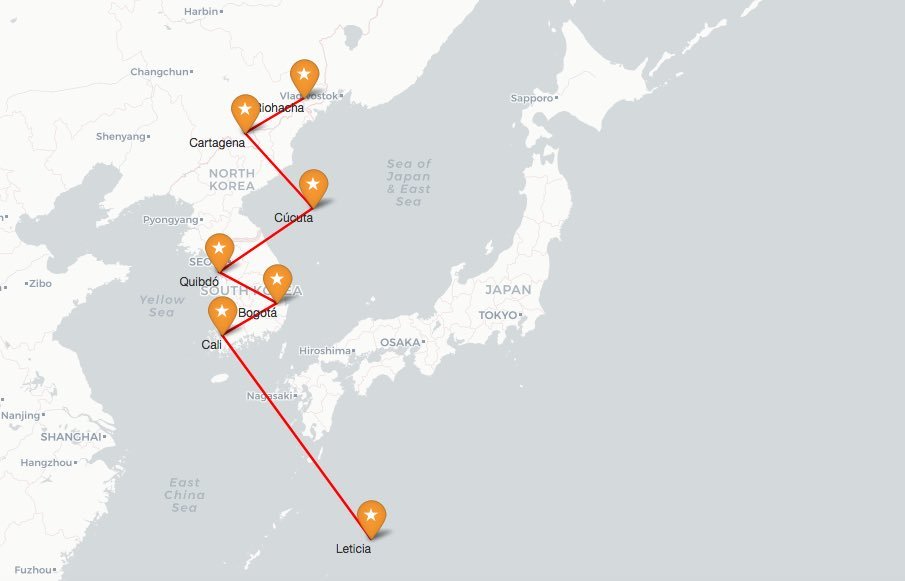 Harbin
Changchun
Vladivostok
Riohacha
Sapporo
Shenyang
Cartagena
NORTH
KOREA
Sea of
Japan
& East
Sea
Pyongyang
Cúcuta
SEO
Quibdó
Zibo
SOUTH KOREA
Yellow
Sea
Bogotá
JAPAN
TOKYO
Cali
Hiroshima
OSAKA
Nagasaki
Nanjing
SHANGHAI
Hangzhou
East
China
Sea
Leticia
Fuzhou